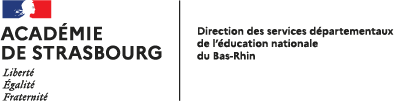 ACADÉMIE
DE STRASBOURG
Liberté
Égalité
Fraternité
Direction des services départementaux
de l'éducation nationale
du Bas-Rhin